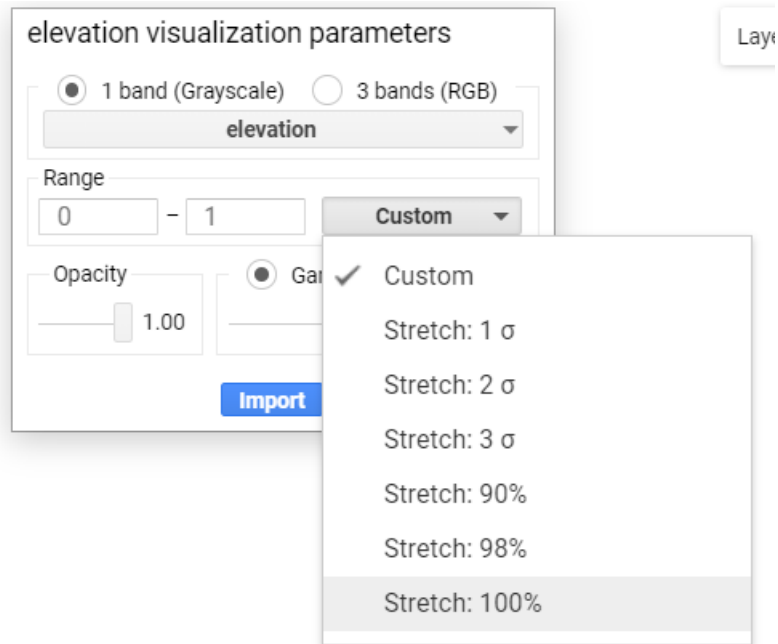 elevation visualization parameters
Laye
1 band (Grayscale) 3 bands (RGB)
elevation
Range
0 – 1 Custom
Opacity Gar
1.00
Import
Custom
Stretch: 1 σ
Stretch: 2 σ
Stretch: 3 σ
Stretch: 90%
Stretch: 98%
Stretch: 100%